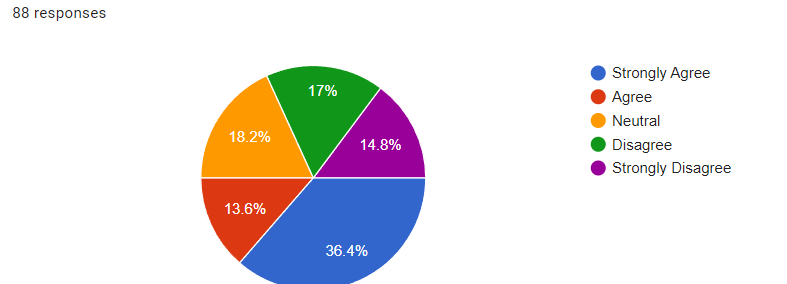 88 responses
Strongly Agree
Agree
Neutral
Disagree
Strongly Disagree
17%
18.2%
14.8%
13.6%
36.4%